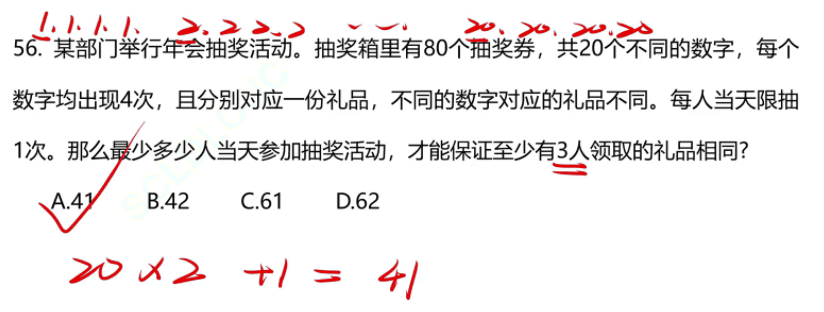 1. 1. 1. 1. 2. 2 2. 2 20. 20. 20. 20
56. 某部门举行年会抽奖活动。抽奖箱里有80个抽奖券，共20个不同的数字，每个
数字均出现4次，且分别对应一份礼品，不同的数字对应的礼品不同。每人当天限抽
1次。那么最少多少人当天参加抽奖活动，才能保证至少有3人领取的礼品相同?
A.41 B.42 C.61 D.62
20 × 2 +1 = 41